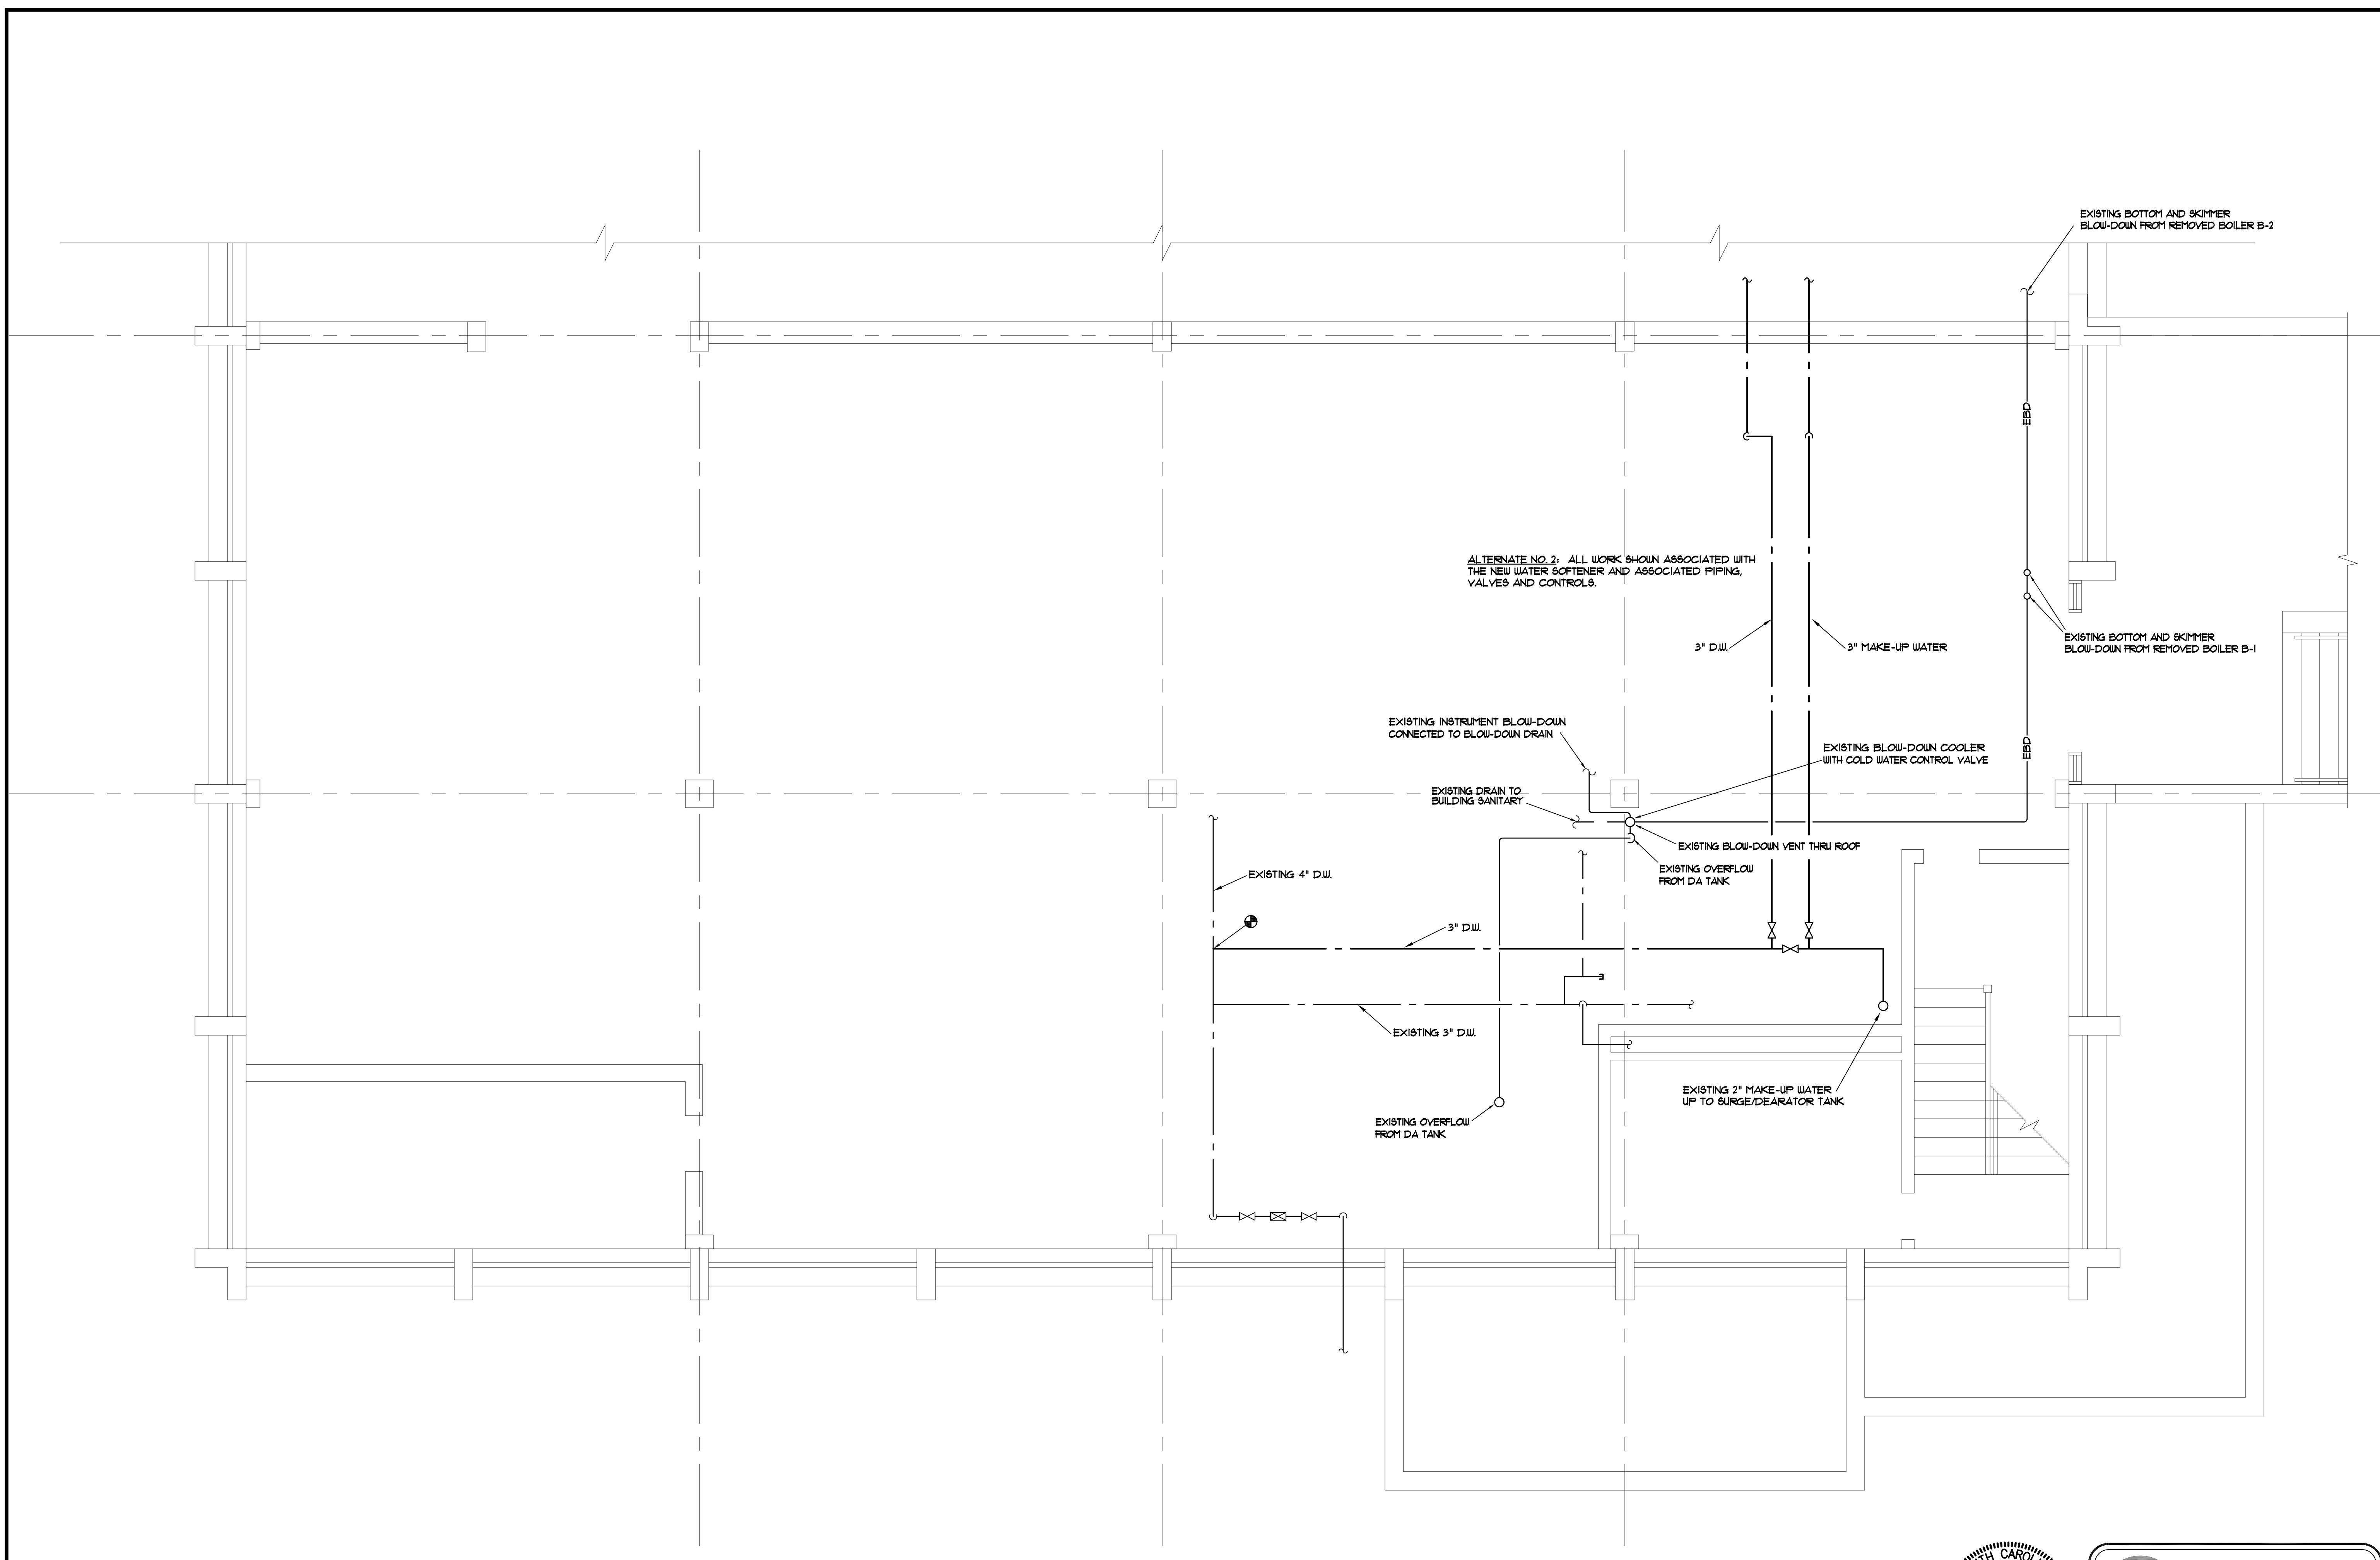 EXISTING BOTTOM AND SKIMMER
BLOW-DOWN FROM REMOVED BOILER B-2
EBD
ALTERNATE NO. 2: ALL WORK SHOWN ASSOCIATED WITH
THE NEW WATER SOFTENER AND ASSOCIATED PIPING,
VALVES AND CONTROLS.
3" D.W.
3" MAKE-UP WATER
EXISTING BOTTOM AND SKIMMER
BLOW-DOWN FROM REMOVED BOILER B-1
EXISTING INSTRUMENT BLOW-DOWN
CONNECTED TO BLOW-DOWN DRAIN
EBD
EXISTING BLOW-DOWN COOLER
WITH COLD WATER CONTROL VALVE
EXISTING DRAIN TO
BUILDING SANITARY
EXISTING BLOW-DOWN VENT THRU ROOF
EXISTING OVERFLOW
FROM DA TANK
EXISTING 4" D.W.
3" D.W.
EXISTING 3" D.W.
EXISTING 2" MAKE-UP WATER
UP TO SURGE/DEARATOR TANK
EXISTING OVERFLOW
FROM DA TANK